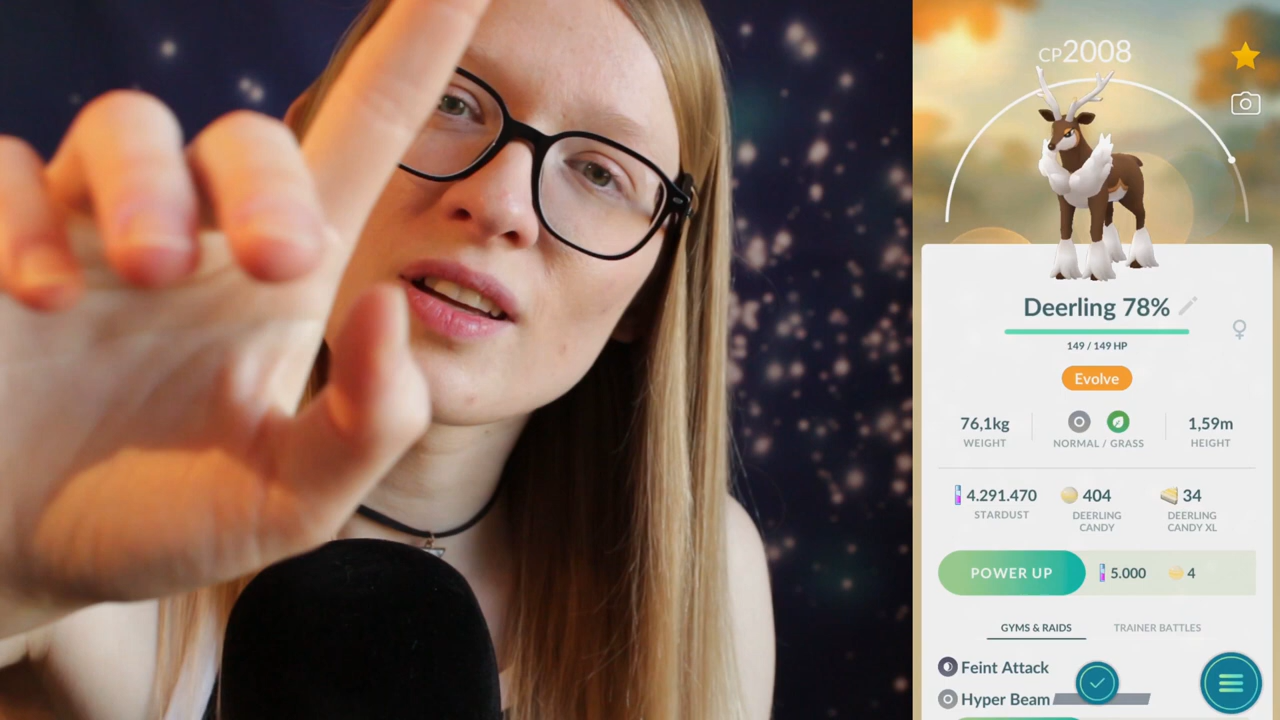 CP2008
Deerling 78%
149 / 149 HP
Evolve
76,1kg
WEIGHT
NORMAL / GRASS
1,59m
HEIGHT
4.291.470
STARDUST
404
DEERLING
CANDY
34
DEERLING
CANDY XL
POWER UP
5.000
4
GYMS & RAIDS
TRAINER BATTLES
Feint Attack
Hyper Beam